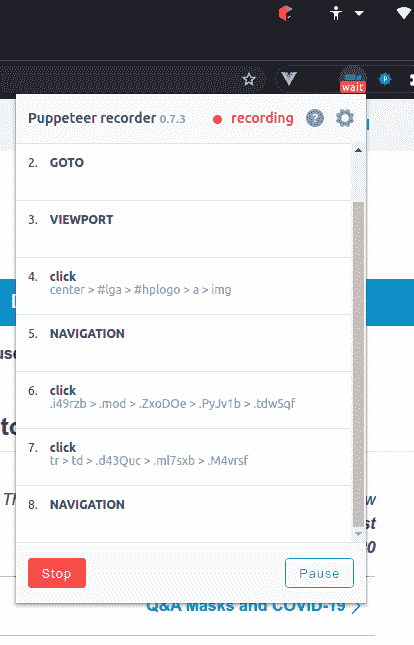 wait
Puppeteer recorder 0.7.3 recording ?
2. GOTO
3. VIEWPORT
4. click
center > #lga > #hplogo > a > img
5. NAVIGATION
6. click
.i49rzb > .mod > .ZxoDOe > .PyJv1b > .tdwSqf
7. click
tr > td > .d43Quc > .ml7sxb > .M4vrsf
8. NAVIGATION
Stop Pause
Q&A Masks and COVID-19